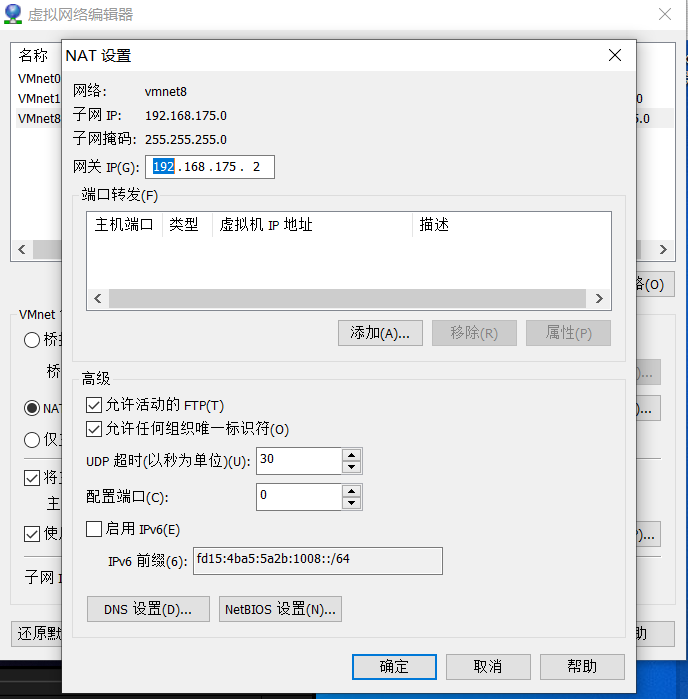 虚拟网络编辑器
名称
VMnet0
VMnet1
0
VMnet8
5.0
NAT 设置
网络: vmnet8
子网 IP: 192.168.175.0
子网掩码: 255.255.255.0
网关 IP(G): 192 . 168 . 175 . 2
端口转发(F)
主机端口 类型 虚拟机 IP 地址 描述
添加(A)... 移除(R) 属性(P)
高级
允许活动的 FTP(T)
允许任何组织唯一标识符(O)
UDP 超时(以秒为单位)(U): 30
配置端口(C): 0
启用 IPv6(E)
IPv6 前缀(6): fd15:4ba5:5a2b:1008::/64
DNS 设置(D)... NetBIOS 设置(N)...
确定 取消 帮助
(O)
VMnet
桥
NAT
仅
将
主
使
子网
还原默
助